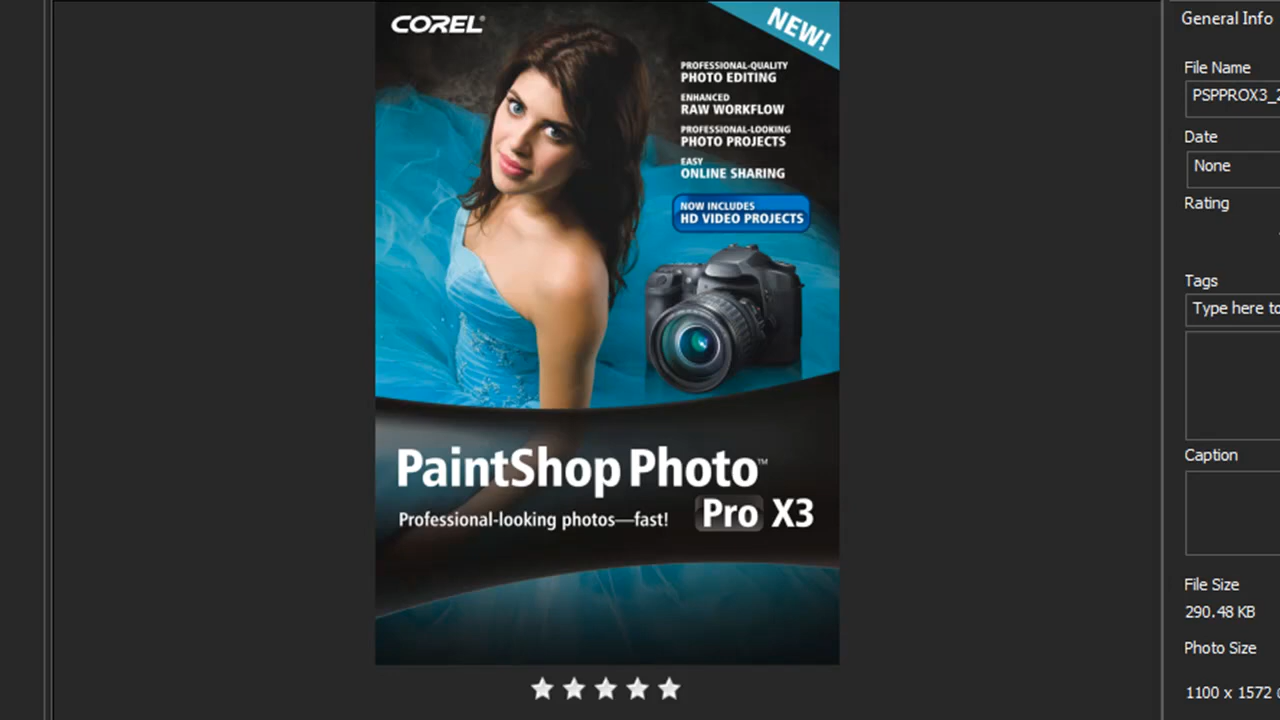 COREL®
NEW!
PROFESSIONAL-QUALITY
PHOTO EDITING
ENHANCED
RAW WORKFLOW
PROFESSIONAL-LOOKING
PHOTO PROJECTS
EASY
ONLINE SHARING
NOW INCLUDES
HD VIDEO PROJECTS
PaintShop Photo™
Pro X3
Professional-looking photos—fast!
General Info
File Name
PSPPROX3_2
Date
None
Rating
Tags
Type here to
Caption
File Size
290.48 KB
Photo Size
1100 x 1572